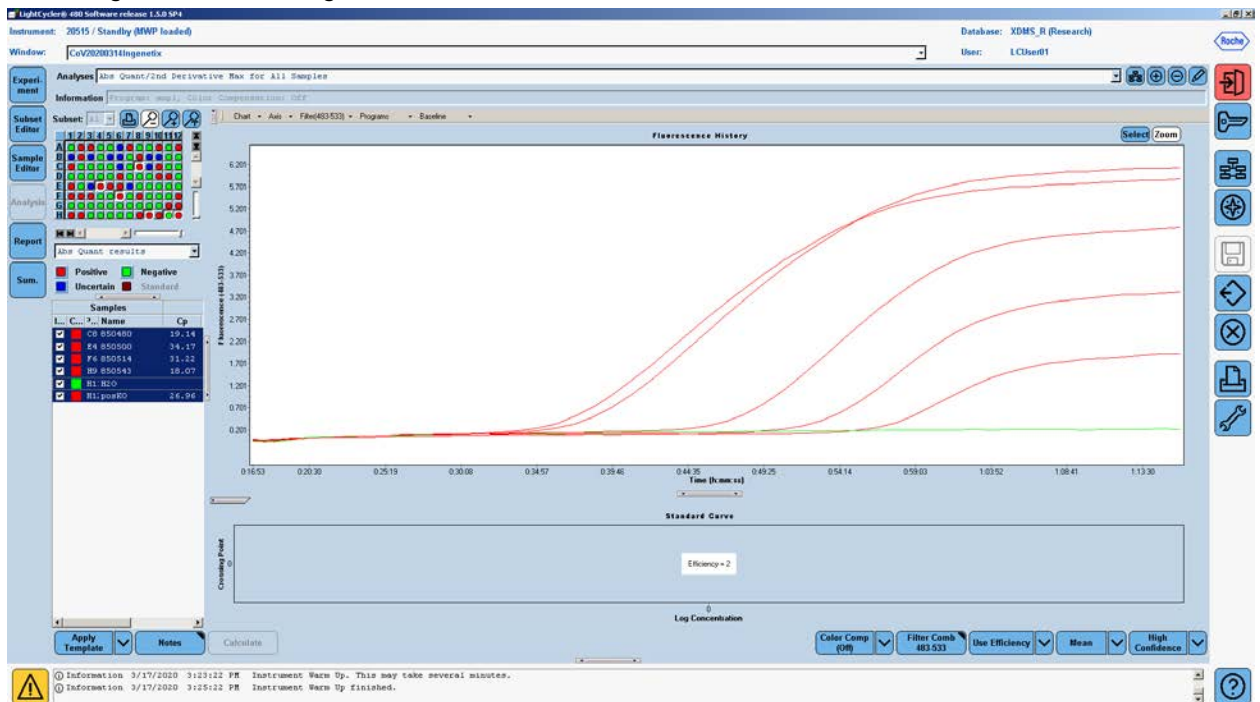 LightCycler® 480 Software release 1.5.0 SP4
Instrument: 20515 / Standby (MWP loaded)
Database: XDMS_R (Research)
Window: CoV20200314Ingenetix
User: LCUser01
Roche
Experi-
ment
Subset
Editor
Sample
Editor
Analysis
Report
Sum.
Analyses Abs Quant/2nd Derivative Max for All Samples
Information Program: ampl; Color Compensation: Off
Subset:
Chart Axis Filter(483-533) Programs Baseline
1 2 3 4 5 6 7 8 9 10 11 12
A
B
C
D
E
F
G
H
Abs Quant results
Positive Negative
Uncertain Standard
Samples
Name Cp
C8 850480 19.14
E4 850500 34.17
F6 850514 31.22
H9 850543 18.07
H1: H2O
H1: posKO 26.96
Fluorescence History
Select Zoom
Fluorescence (483-533)
6.201
5.701
5.201
4.701
4.201
3.701
3.201
2.701
2.201
1.701
1.201
0.701
0.201
0:16:53 0:20:30 0:25:19 0:30:08 0:34:57 0:39:46 0:44:35 0:49:25 0:54:14 0:59:03 1:03:52 1:08:41 1:13:30
Time (h:mm:ss)
Standard Curve
Crossing Point
0
Efficiency = 2
0
Log Concentration
Apply
Template
Notes
Calculate
Color Comp
(Off)
Filter Comb
483-533
Use Efficiency
Mean
High
Confidence
Information 3/17/2020 3:23:22 PM Instrument Warm Up. This may take several minutes.
Information 3/17/2020 3:25:22 PM Instrument Warm Up finished.